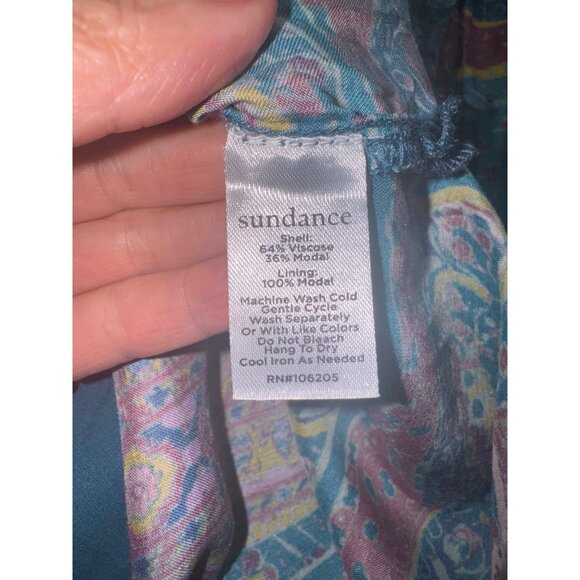 sundance
Shell:
64% Viscose
36% Modal
Lining:
100% Modal
Machine Wash Cold
Gentle Cycle
Wash Separately
Or With Like Colors
Do Not Bleach
Hang To Dry
Cool Iron As Needed
RN#106205